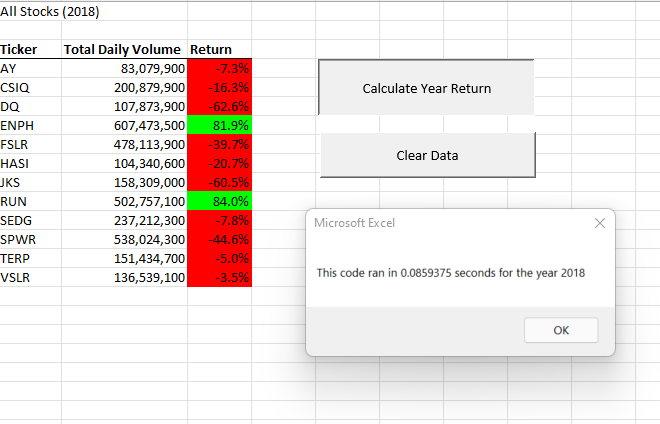 All Stocks (2018)
Ticker Total Daily Volume Return
AY 83,079,900 -7.3%
CSIQ 200,879,900 -16.3%
DQ 107,873,900 -62.6%
ENPH 607,473,500 81.9%
FSLR 478,113,900 -39.7%
HASI 104,340,600 -20.7%
JKS 158,309,000 -60.5%
RUN 502,757,100 84.0%
SEDG 237,212,300 -7.8%
SPWR 538,024,300 -44.6%
TERP 151,434,700 -5.0%
VSLR 136,539,100 -3.5%
Calculate Year Return
Clear Data
Microsoft Excel
This code ran in 0.0859375 seconds for the year 2018
OK